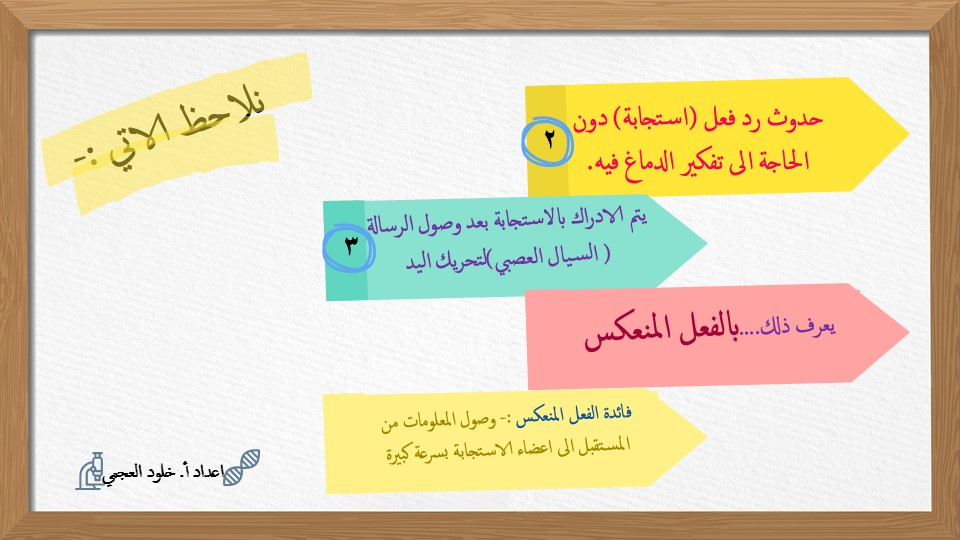 نلاحظ الاتي :-
حدوث رد فعل (استجابة) دون
٢
الحاجة الى تفكير الدماغ فيه.
يتم الادراك بالاستجابة بعد وصول الرسالة
٣
( السيال العصبي)لتحريك اليد
يعرف ذلك....بالفعل المنعكس
فائدة الفعل المنعكس :- وصول المعلومات من
المستقبل الى اعضاء الاستجابة بسرعة كبيرة
اعداد أ. خلود العجمي